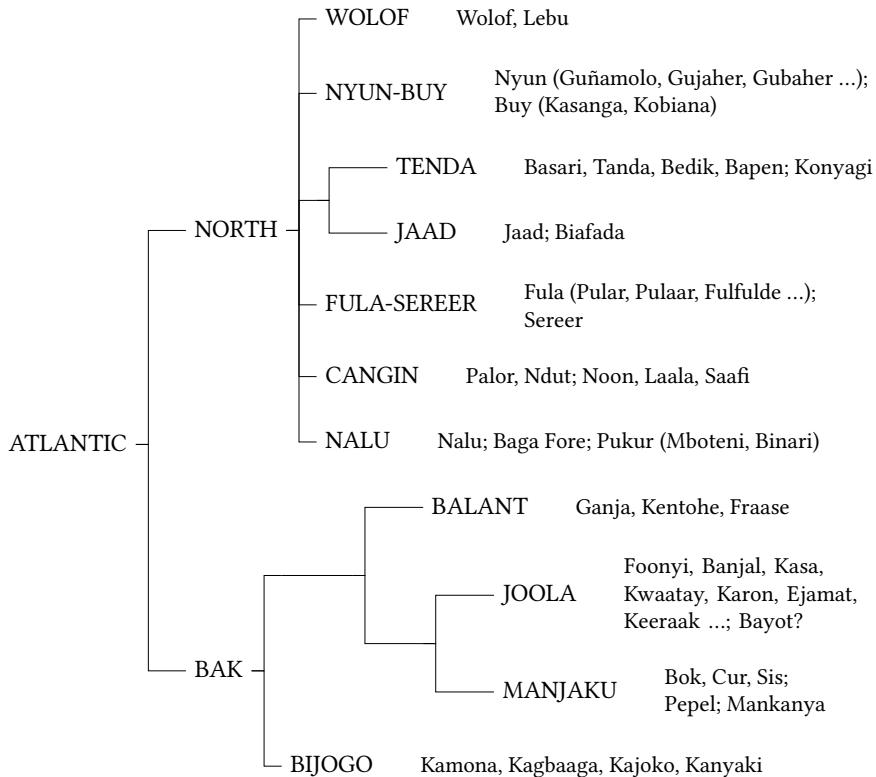 WOLOF Wolof, Lebu
NYUN-BUY Nyun (Guñamolo, Gujaher, Gubaher ...);
Buy (Kasanga, Kobiana)
TENDA Basari, Tanda, Bedik, Bapen; Konyagi
NORTH
JAAD Jaad; Biafada
FULA-SEREER Fula (Pular, Pulaar, Fulfulde ...);
Sereer
CANGIN Palor, Ndut; Noon, Laala, Saafi
ATLANTIC
NALU Nalu; Baga Fore; Pukur (Mboteni, Binari)
BALANT Ganja, Kentohe, Fraase
JOOLA Foonyi, Banjal, Kasa,
Kwaatay, Karon, Ejamat,
Keeraak ...; Bayot?
BAK
MANJAKU Bok, Cur, Sis;
Pepel; Mankanya
BIJOGO Kamona, Kagbaaga, Kajoko, Kanyaki